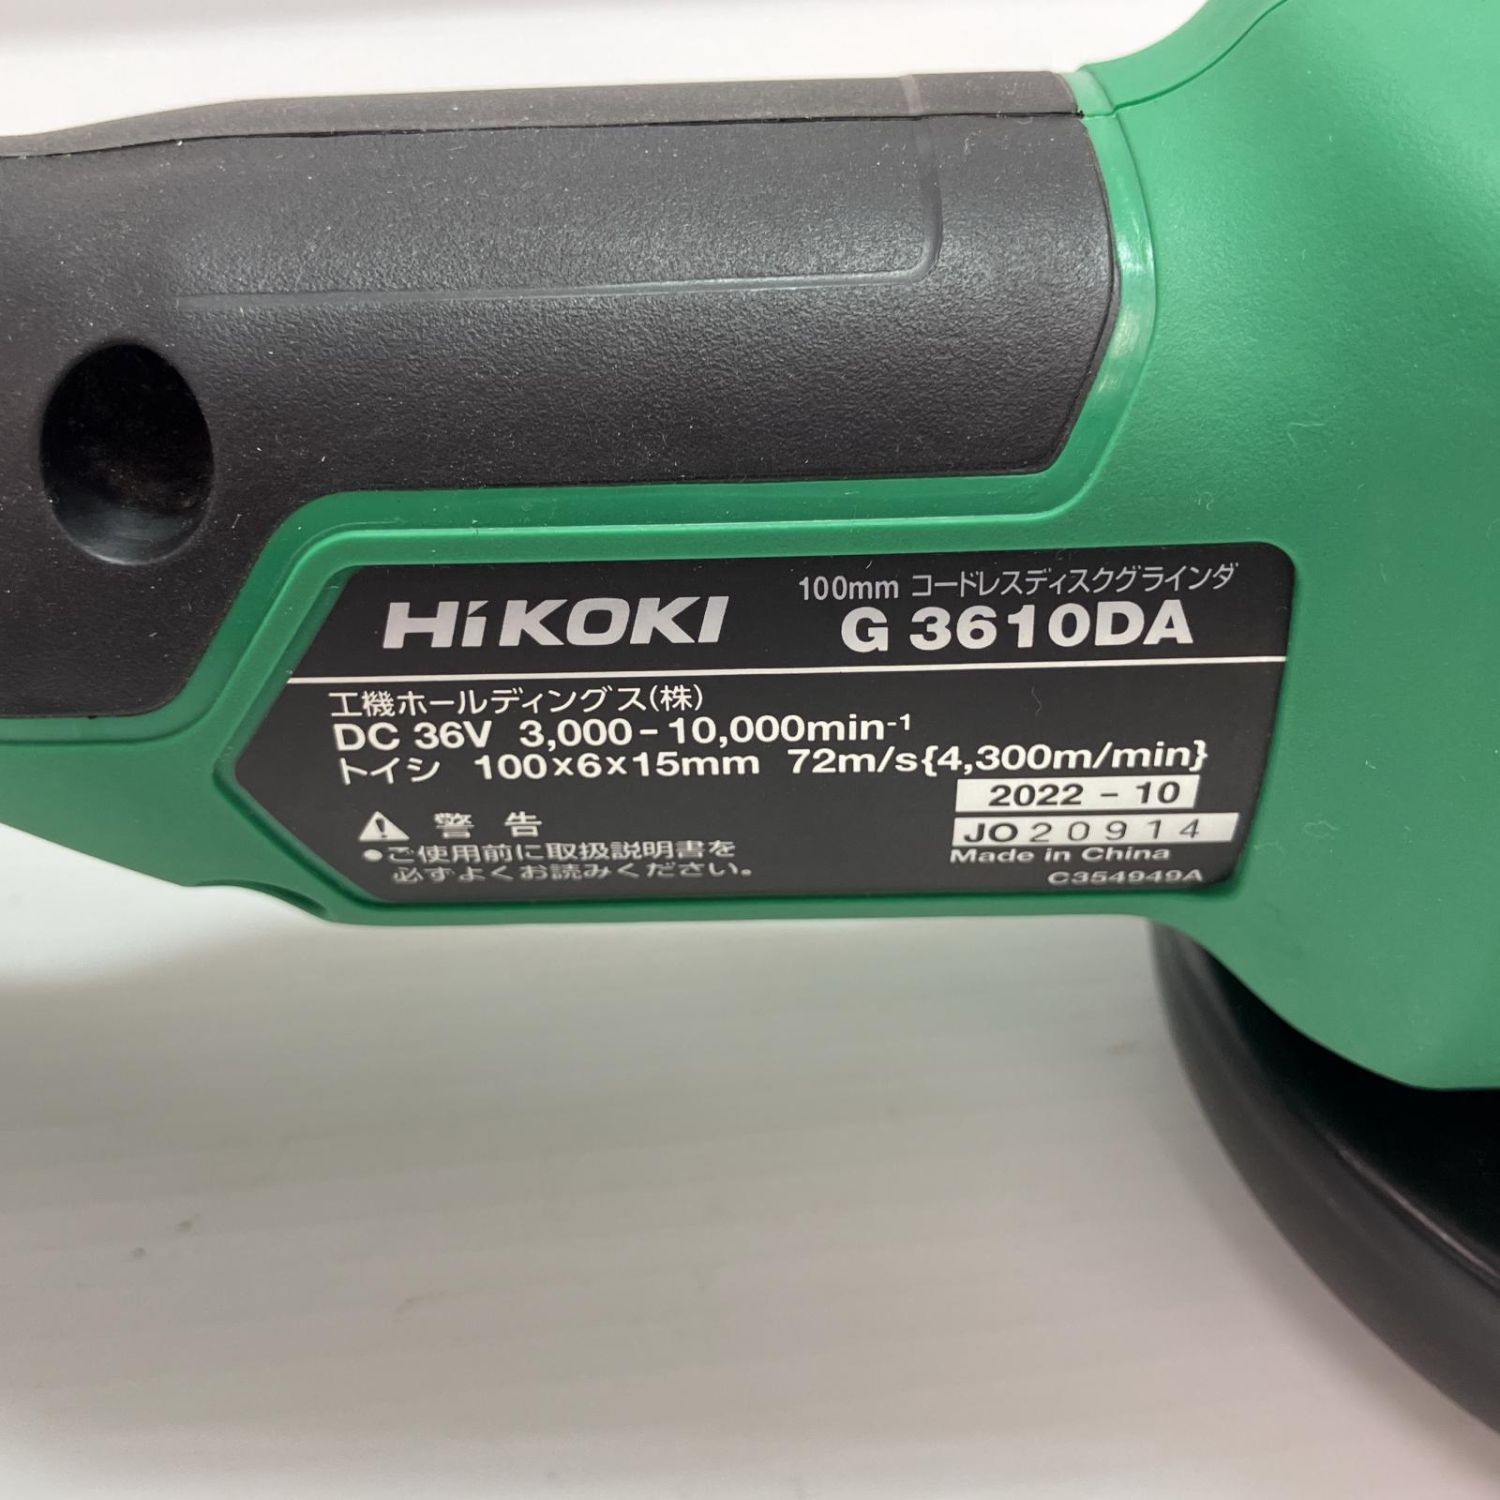 HiKOKI
100mm コードレスディスクグラインダ
G 3610DA
工機ホールディングス(株)
DC 36V 3,000-10,000min⁻¹
トイシ 100×6×15mm 72m/s{4,300m/min}
2022-10
JO20914
Made in China
C354949A
警告
●ご使用前に取扱説明書を
必ずよくお読みください。